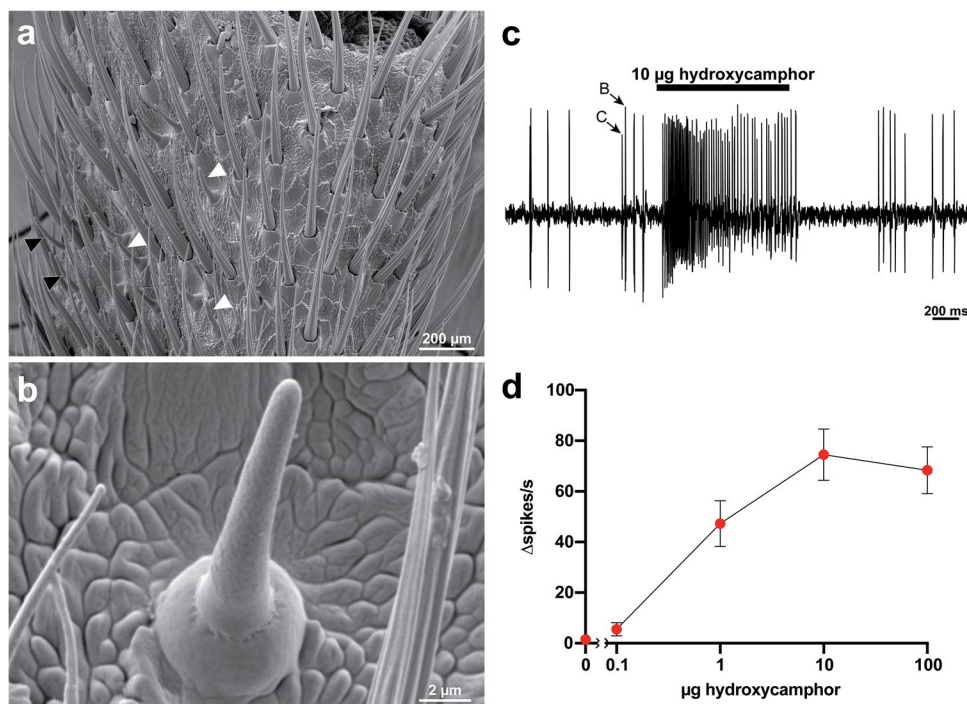 a
200 µm
b
2 µm
c
10 µg hydroxycamphor
B
C
200 ms
d
100
80
60
40
20
0
Δspikes/s
0 0.1 1 10 100
µg hydroxycamphor